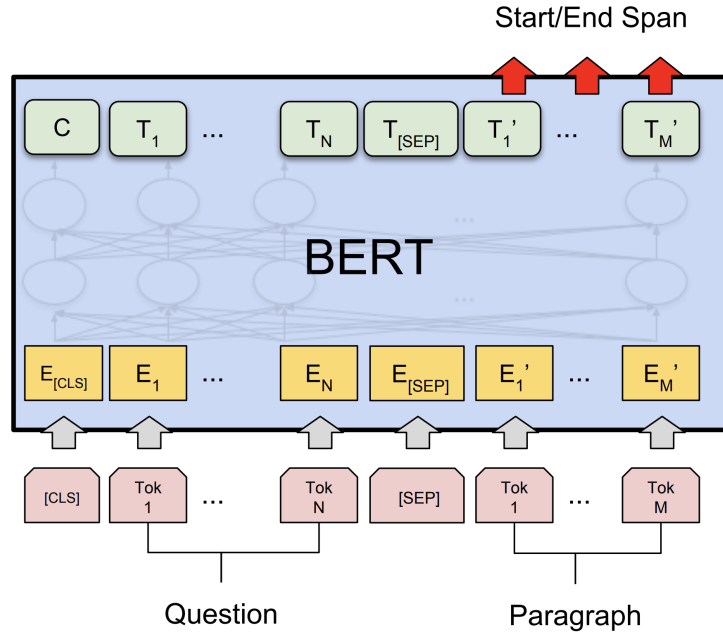 Start/End Span
C T1 ... TN T[SEP] T1’ ... TM’
...
BERT
...
E[CLS] E1 ... EN E[SEP] E1’ ... EM’
[CLS] Tok 1 ... Tok N [SEP] Tok 1 ... Tok M
Question Paragraph